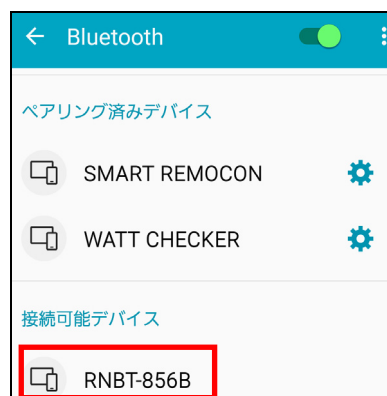 Bluetooth
ペアリング済みデバイス
SMART REMOCON
WATT CHECKER
接続可能デバイス
RNBT-856B